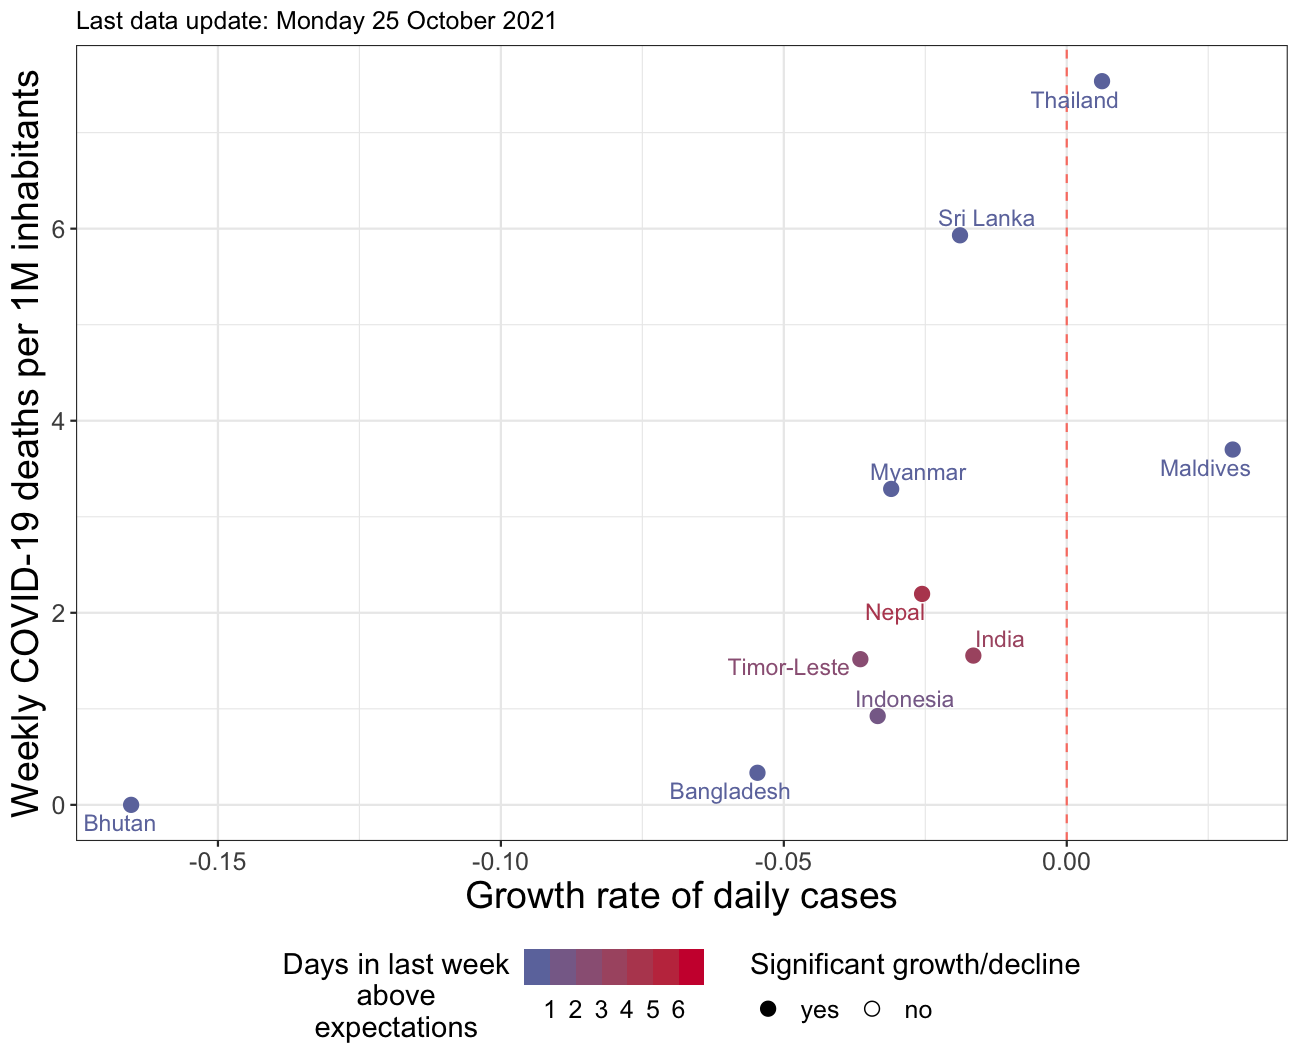 Last data update: Monday 25 October 2021
Weekly COVID-19 deaths per 1M inhabitants
Thailand
Sri Lanka
6
4
Maldives
Myanmar
2
Nepal
India
Timor-Leste
Indonesia
Bangladesh
0
Bhutan
-0.15 -0.10 -0.05 0.00
Growth rate of daily cases
Days in last week
above
expectations
1 2 3 4 5 6
Significant growth/decline
yes no